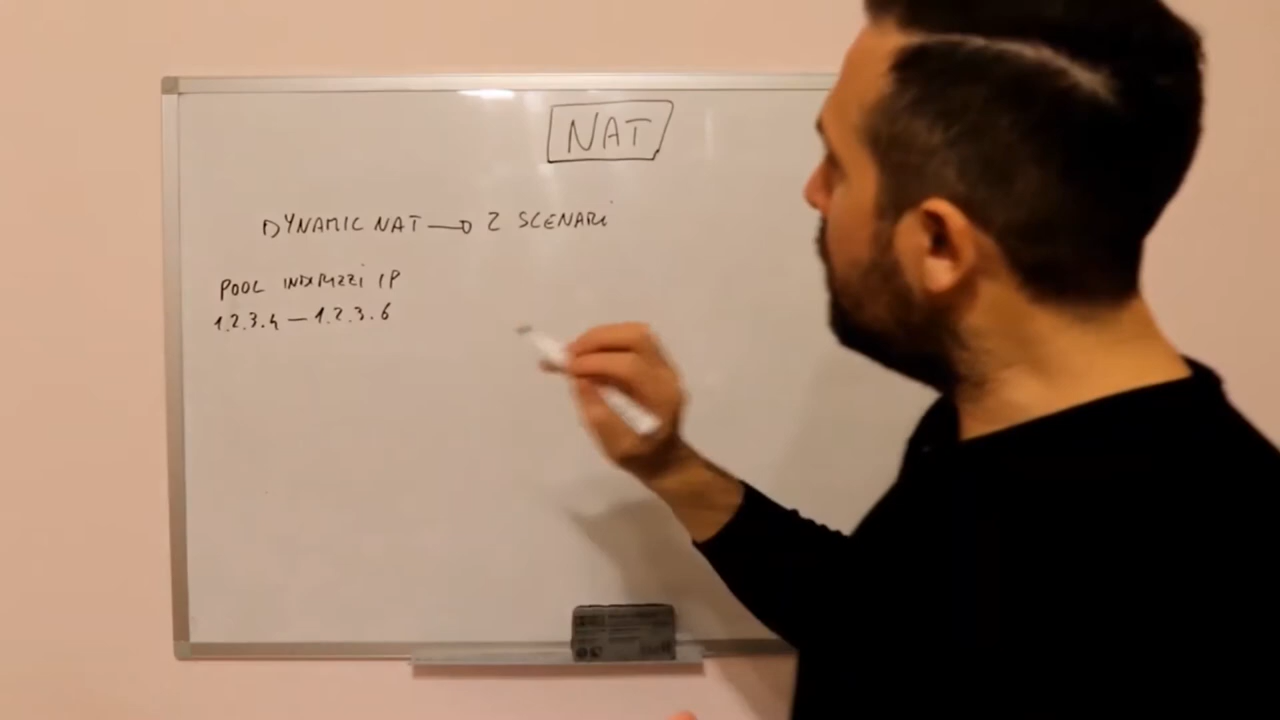 NAT
DYNAMIC NAT → 2 SCENARi
POOL INDIRIZZI IP
1.2.3.4 — 1.2.3.6